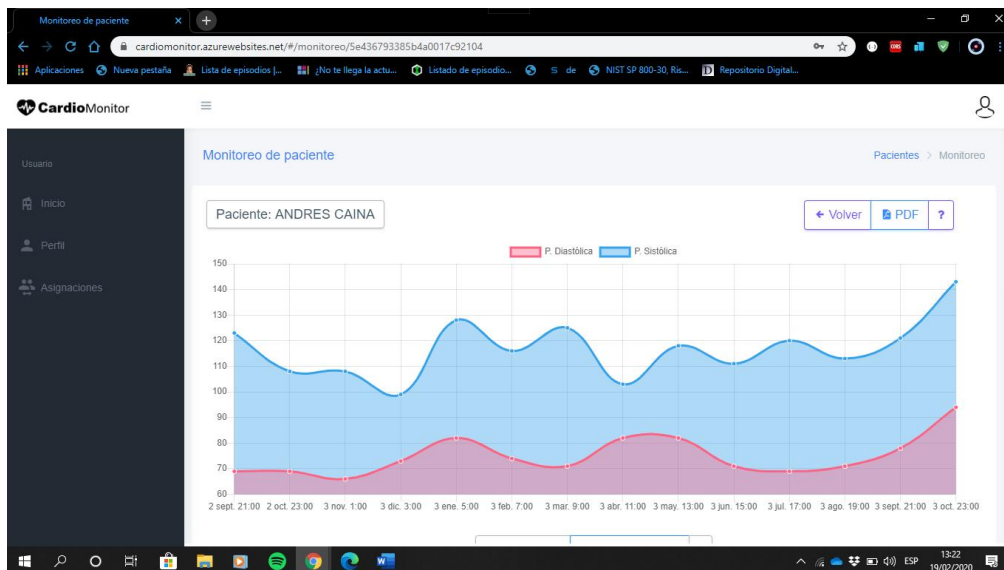 Monitoreo de paciente
cardiomonitor.azurewebsites.net/#/monitoreo/5e436793385b4a0017c92104
Aplicaciones Nueva pestaña Lista de episodios |... ¿No te llega la actu... Listado de episodio... S de NIST SP 800-30, Ris... Repositorio Digital...
CardioMonitor
Usuario
Inicio
Perfil
Asignaciones
Monitoreo de paciente
Pacientes > Monitoreo
Paciente: ANDRES CAINA
Volver PDF ?
P. Diastólica P. Sistólica
150
140
130
120
110
100
90
80
70
60
2 sept. 21:00 2 oct. 23:00 3 nov. 1:00 3 dic. 3:00 3 ene. 5:00 3 feb. 7:00 3 mar. 9:00 3 abr. 11:00 3 may. 13:00 3 jun. 15:00 3 jul. 17:00 3 ago. 19:00 3 sept. 21:00 3 oct. 23:00
ESP
13:22
19/02/2020